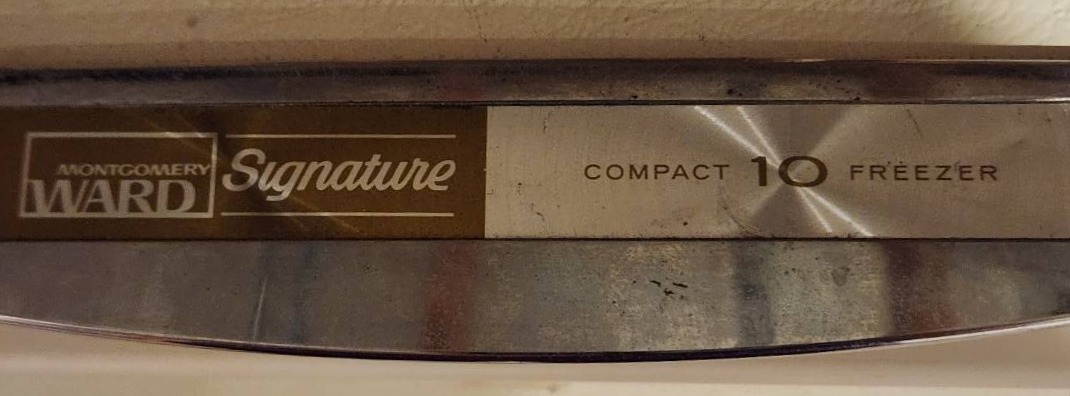 MONTGOMERY
WARD
Signature
COMPACT 10 FREEZER